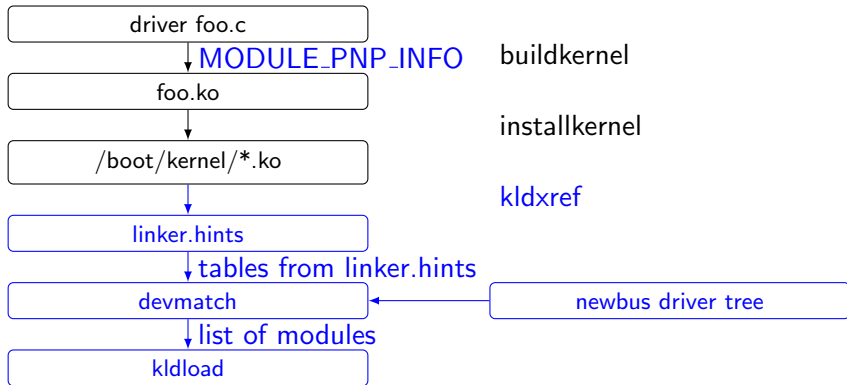 driver foo.c
MODULE_PNP_INFO
buildkernel
foo.ko
installkernel
/boot/kernel/*.ko
kldxref
linker.hints
tables from linker.hints
devmatch
newbus driver tree
list of modules
kldload